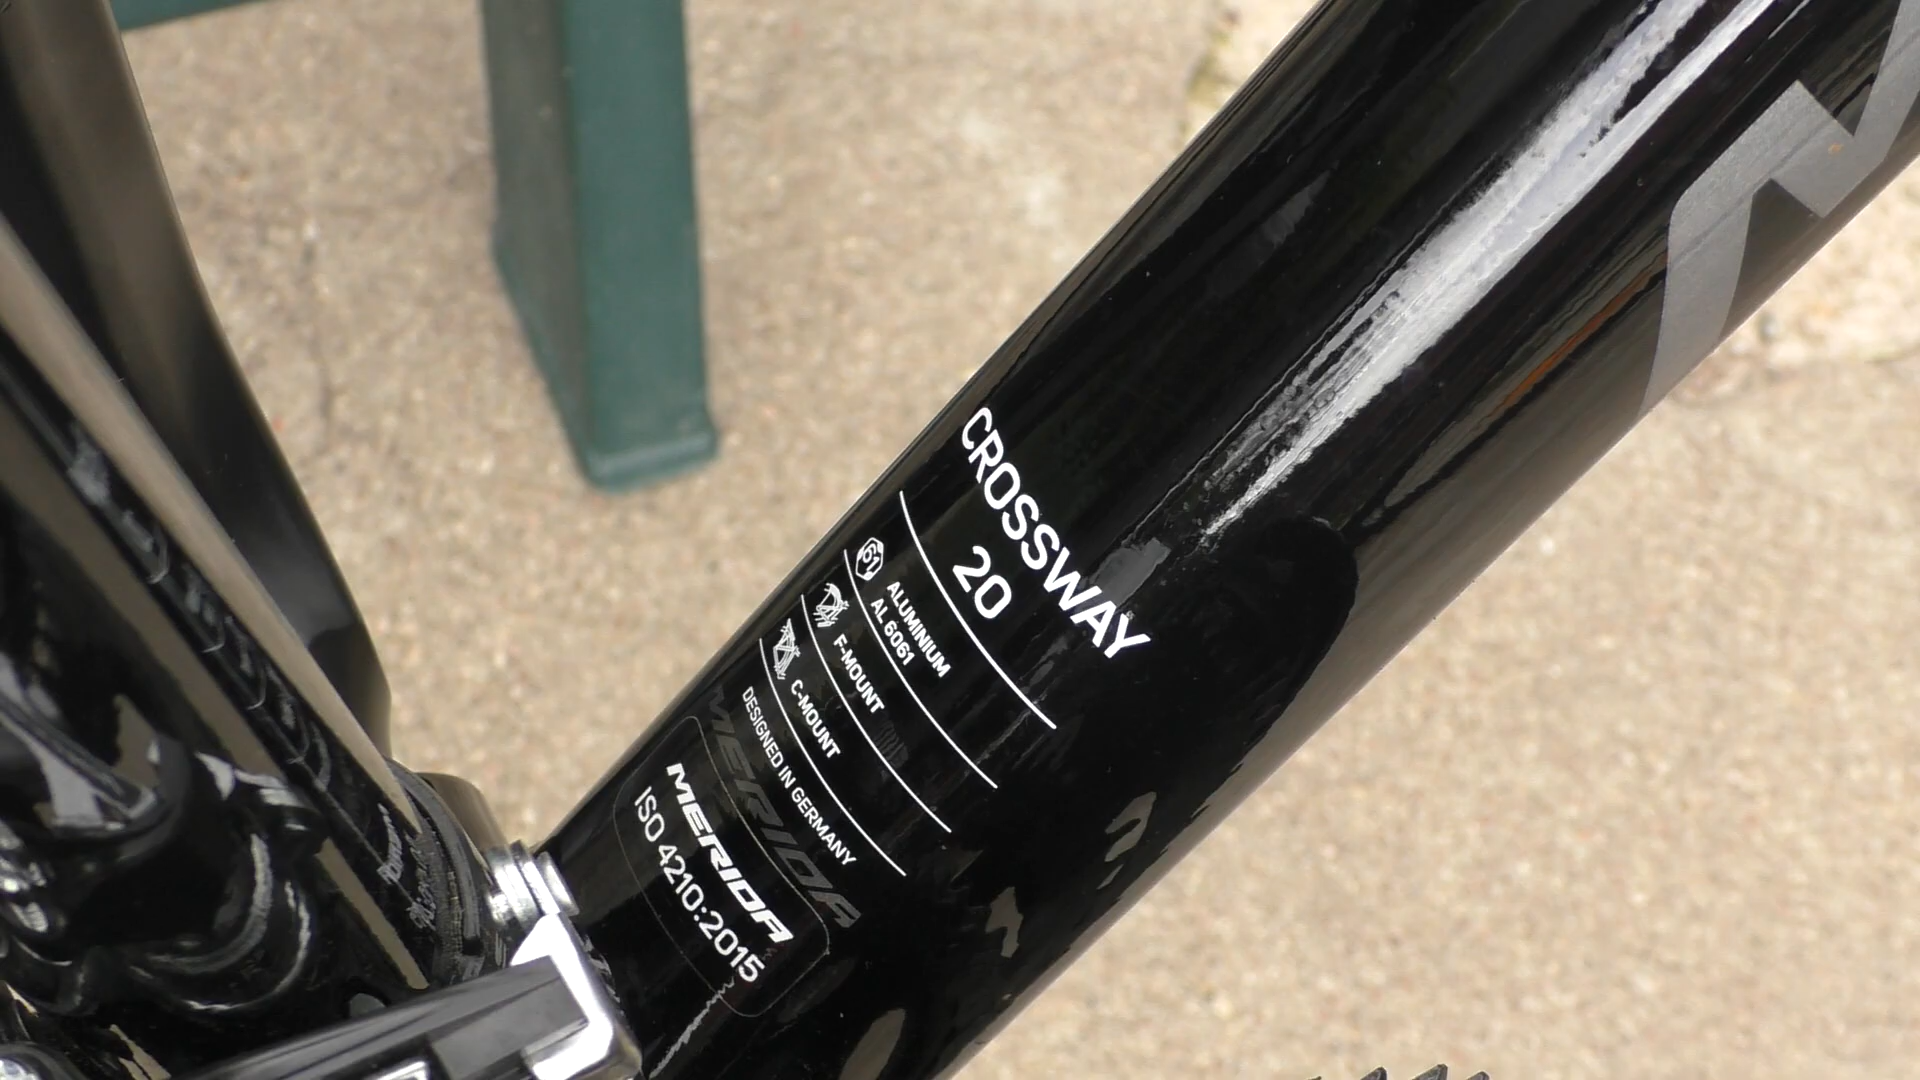 CROSSWAY
20
61
ALUMINIUM
AL 6061
F-MOUNT
C-MOUNT
DESIGNED IN GERMANY
MERIDA
MERIDA
ISO 4210:2015